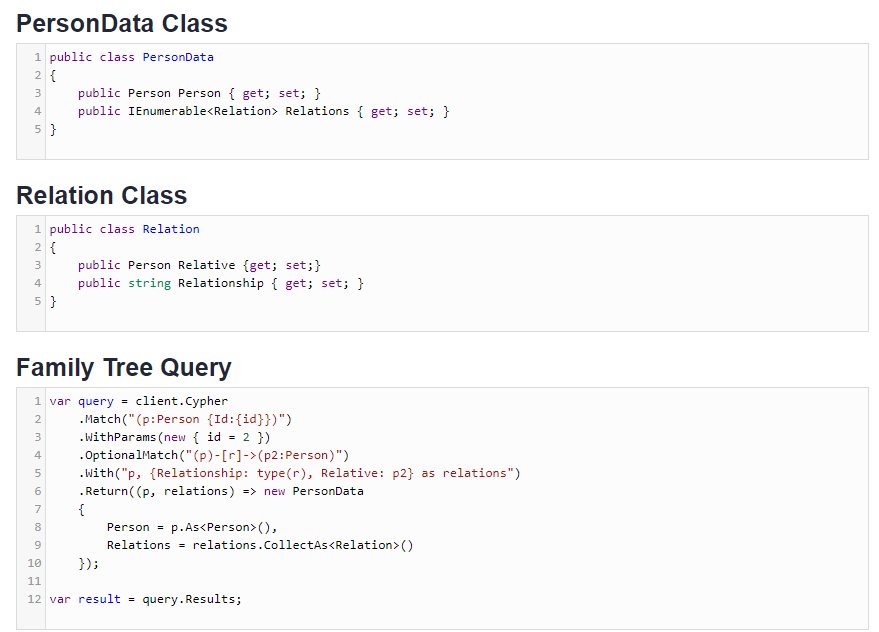 PersonData Class
1 public class PersonData
2 {
3     public Person Person { get; set; }
4     public IEnumerable<Relation> Relations { get; set; }
5 }
Relation Class
1 public class Relation
2 {
3     public Person Relative {get; set;}
4     public string Relationship { get; set; }
5 }
Family Tree Query
1 var query = client.Cypher
2     .Match("(p:Person {Id:{id}})")
3     .WithParams(new { id = 2 })
4     .OptionalMatch("(p)-[r]->(p2:Person)")
5     .With("p, {Relationship: type(r), Relative: p2} as relations")
6     .Return((p, relations) => new PersonData
7     {
8         Person = p.As<Person>(),
9         Relations = relations.CollectAs<Relation>()
10     });
11
12 var result = query.Results;